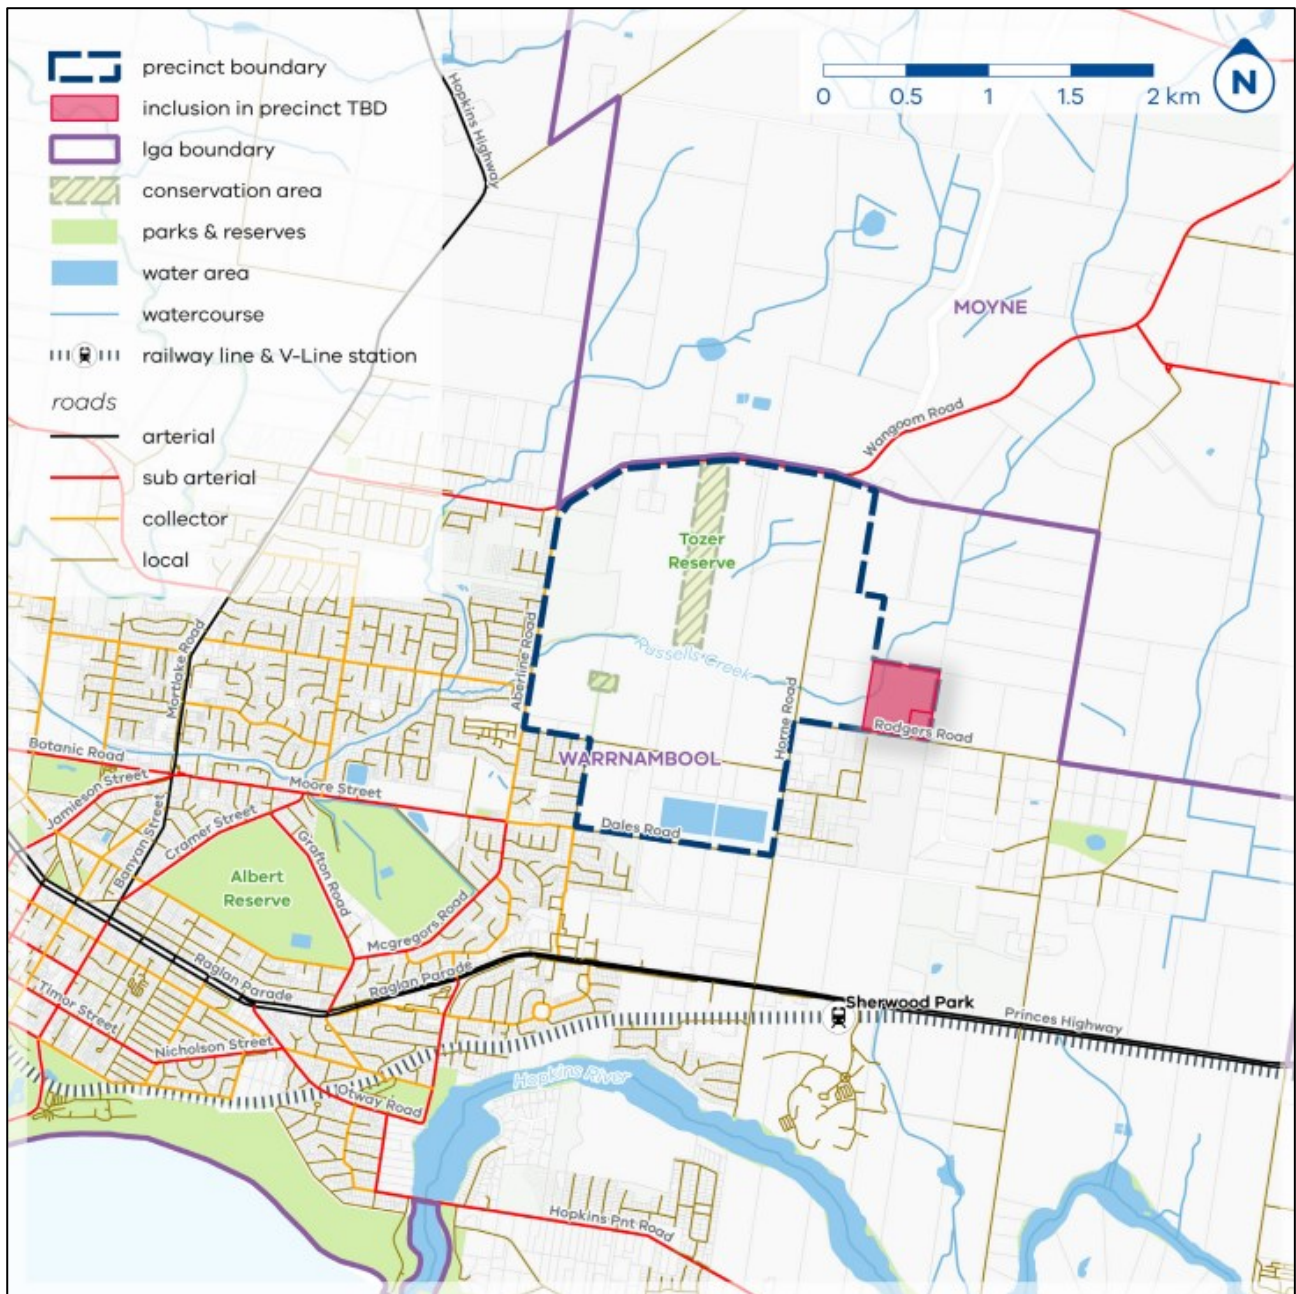 precinct boundary
inclusion in precinct TBD
lga boundary
conservation area
parks & reserves
water area
watercourse
railway line & V-Line station
roads
arterial
sub arterial
collector
local
0 0.5 1 1.5 2 km
N
Hopkins Highway
MOYNE
Wangoom Road
Tozer
Reserve
Aberline Road
Russells Creek
Mortlake Road
Horne Road
Rodgers Road
WARRNAMBOOL
Botanic Road
Jamieson Street
Moore Street
Banyan Street
Cramer Street
Grafton Road
Dales Road
Albert
Reserve
Mcgregors Road
Raglan Parade
Raglan Parade
Timor Street
Nicholson Street
Sherwood Park
Princes Highway
Hopkins River
Otway Road
Hopkins Pnt Road